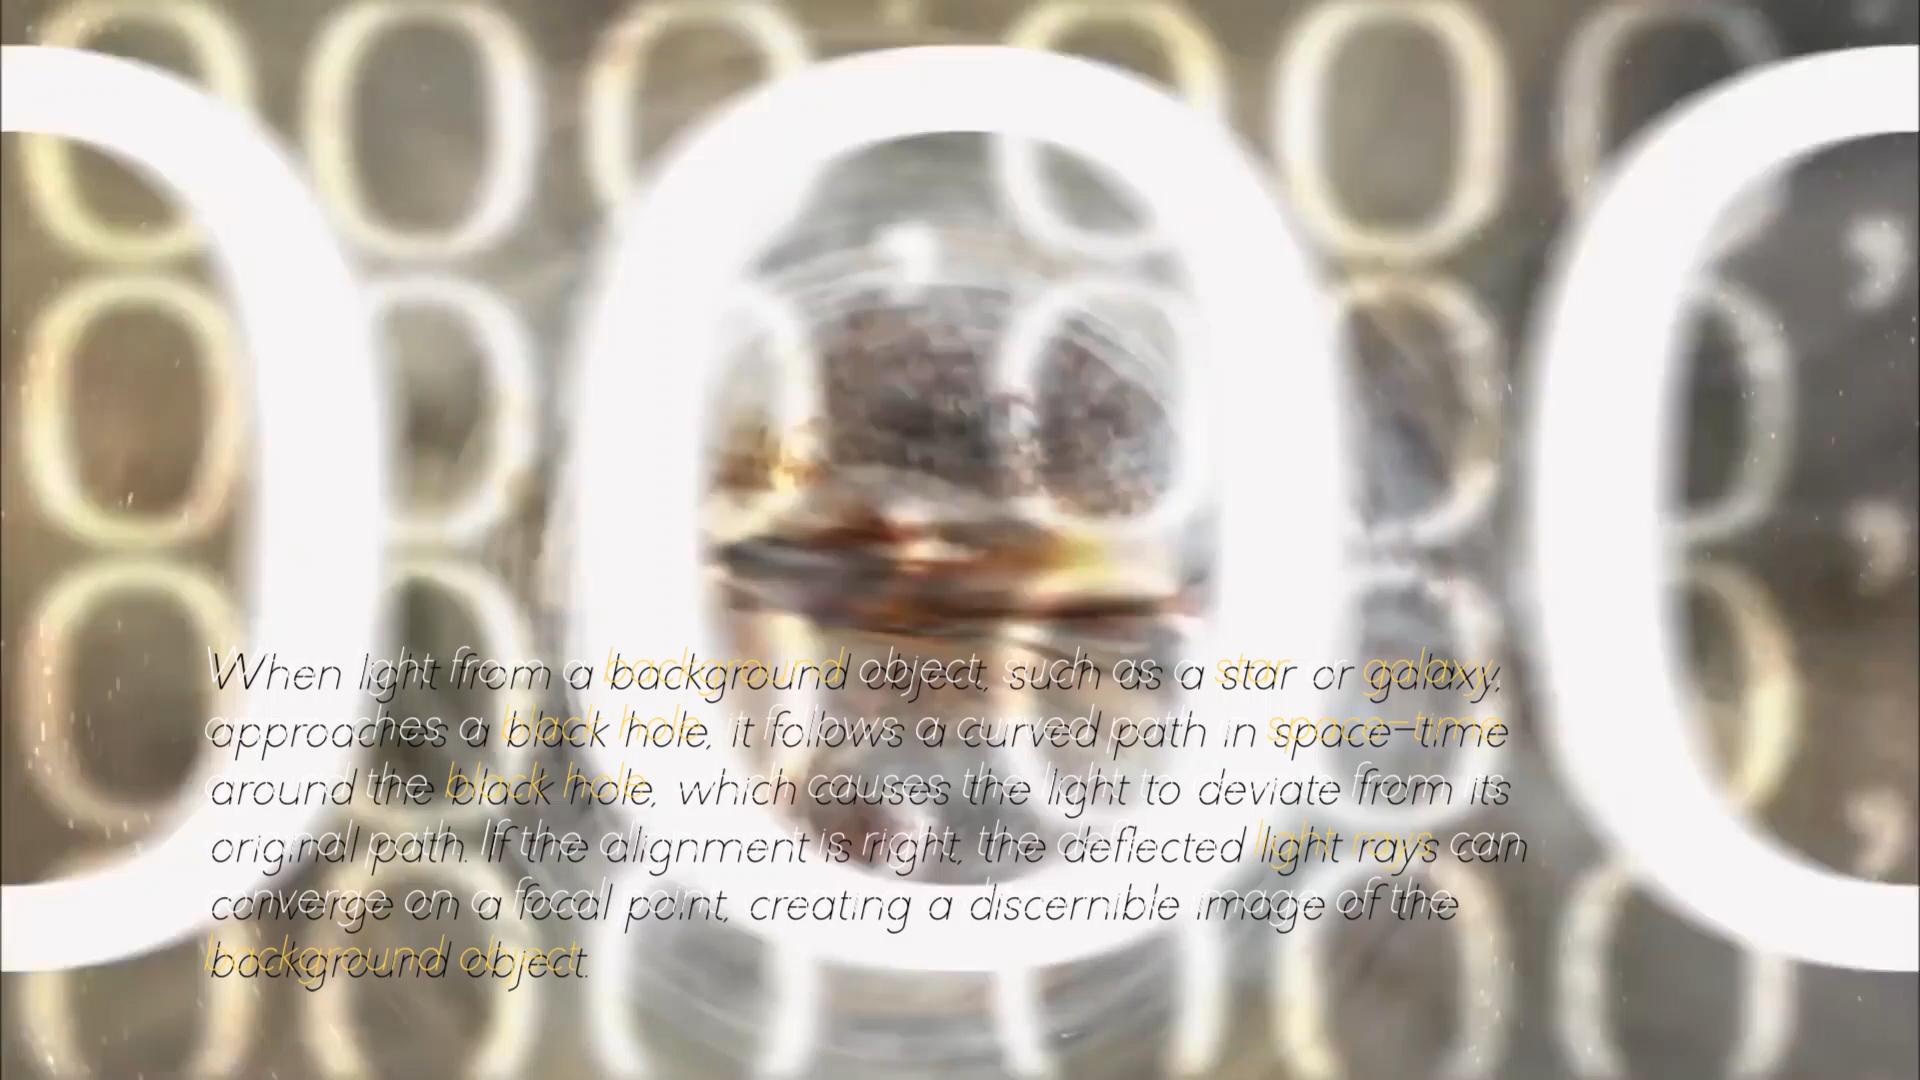 When light from a background object, such as a star or galaxy,
approaches a black hole, it follows a curved path in space-time
around the black hole, which causes the light to deviate from its
original path. If the alignment is right, the deflected light rays can
converge on a focal point, creating a discernible image of the
background object.